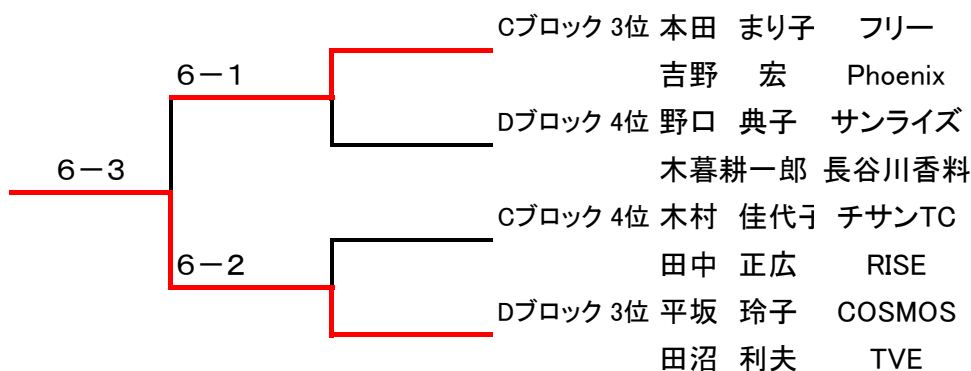 Cブロック 3位 本田 まり子 フリー
6-1
吉野 宏 Phoenix
Dブロック 4位 野口 典子 サンライズ
6-3
木暮耕一郎 長谷川香料
Cブロック 4位 木村 佳代子 チサンTC
6-2
田中 正広 RISE
Dブロック 3位 平坂 玲子 COSMOS
田沼 利夫 TVE